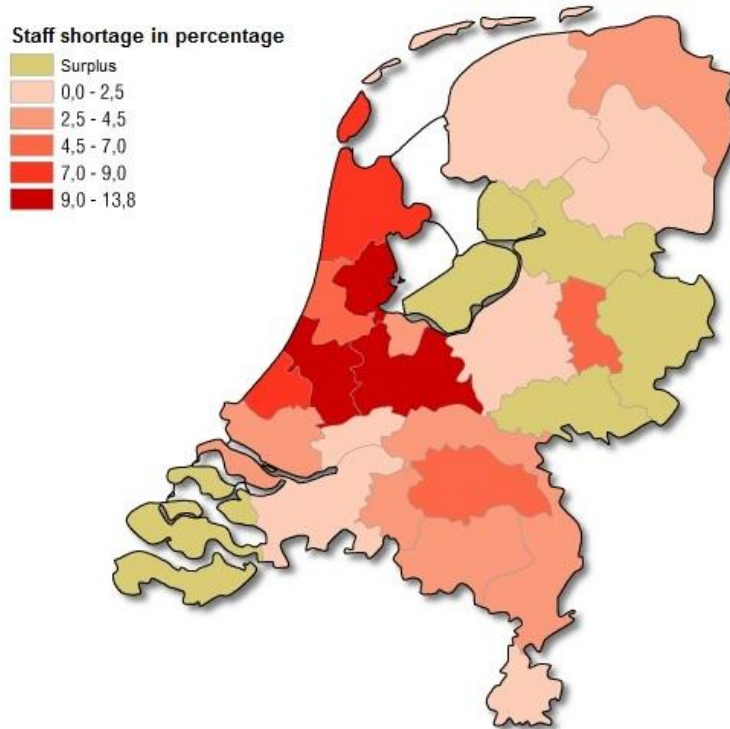 Staff shortage in percentage
Surplus
0,0 - 2,5
2,5 - 4,5
4,5 - 7,0
7,0 - 9,0
9,0 - 13,8